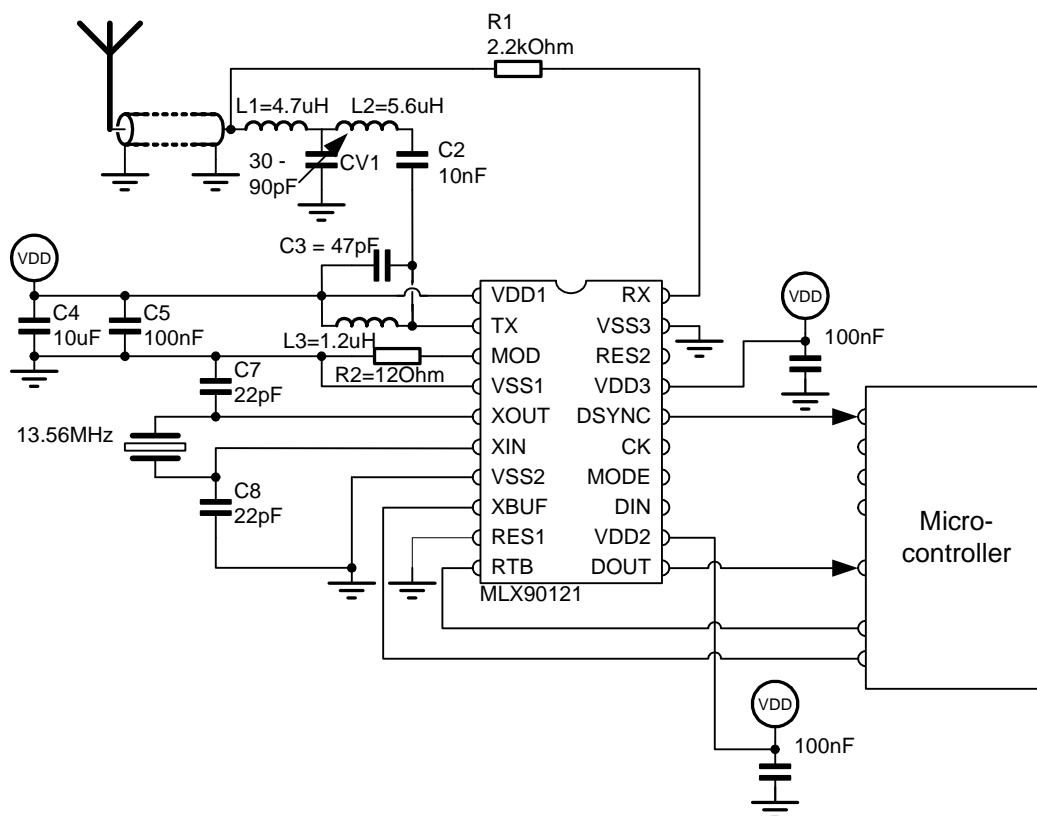 R1
2.2kOhm
L1=4.7uH
L2=5.6uH
30 -
90pF
CV1
C2
10nF
C3 = 47pF
VDD
C4
10uF
C5
100nF
L3=1.2uH
R2=12Ohm
C7
22pF
13.56MHz
C8
22pF
VDD1
TX
MOD
VSS1
XOUT
XIN
VSS2
XBUF
RES1
RTB
RX
VSS3
RES2
VDD3
DSYNC
CK
MODE
DIN
VDD2
DOUT
MLX90121
VDD
100nF
Micro-
controller
VDD
100nF